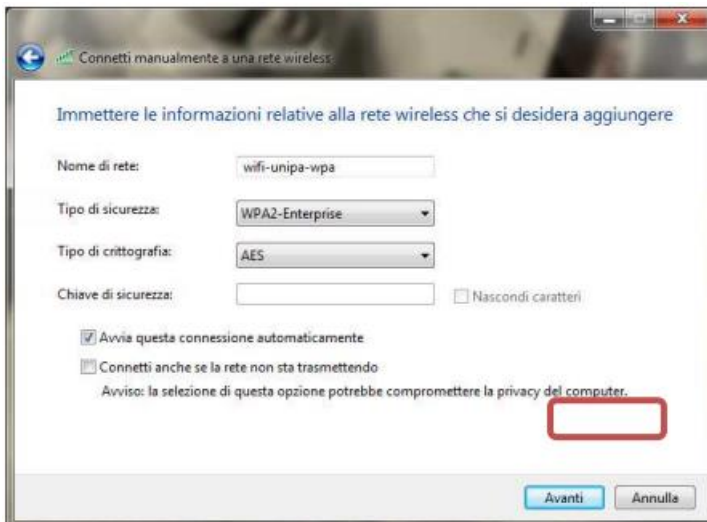 Connetti manualmente a una rete wireless
Immettere le informazioni relative alla rete wireless che si desidera aggiungere
Nome di rete: wifi-unipa-wpa
Tipo di sicurezza: WPA2-Enterprise
Tipo di crittografia: AES
Chiave di sicurezza: Nascondi caratteri
Avvia questa connessione automaticamente
Connetti anche se la rete non sta trasmettendo
Avviso: la selezione di questa opzione potrebbe compromettere la privacy del computer.
Avanti Annulla